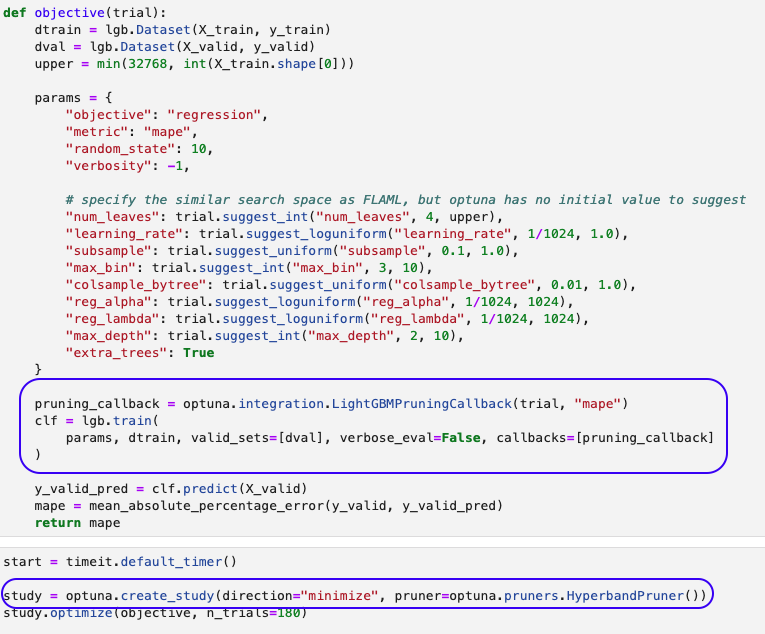 def objective(trial):
    dtrain = lgb.Dataset(X_train, y_train)
    dval = lgb.Dataset(X_valid, y_valid)
    upper = min(32768, int(X_train.shape[0]))
    params = {
        "objective": "regression",
        "metric": "mape",
        "random_state": 10,
        "verbosity": -1,
        # specify the similar search space as FLAML, but optuna has no initial value to suggest
        "num_leaves": trial.suggest_int("num_leaves", 4, upper),
        "learning_rate": trial.suggest_loguniform("learning_rate", 1/1024, 1.0),
        "subsample": trial.suggest_uniform("subsample", 0.1, 1.0),
        "max_bin": trial.suggest_int("max_bin", 3, 10),
        "colsample_bytree": trial.suggest_uniform("colsample_bytree", 0.01, 1.0),
        "reg_alpha": trial.suggest_loguniform("reg_alpha", 1/1024, 1024),
        "reg_lambda": trial.suggest_loguniform("reg_lambda", 1/1024, 1024),
        "max_depth": trial.suggest_int("max_depth", 2, 10),
        "extra_trees": True
    }
    pruning_callback = optuna.integration.LightGBMPruningCallback(trial, "mape")
    clf = lgb.train(
        params, dtrain, valid_sets=[dval], verbose_eval=False, callbacks=[pruning_callback]
    )
    y_valid_pred = clf.predict(X_valid)
    mape = mean_absolute_percentage_error(y_valid, y_valid_pred)
    return mape
start = timeit.default_timer()
study = optuna.create_study(direction="minimize", pruner=optuna.pruners.HyperbandPruner())
study.optimize(objective, n_trials=180)